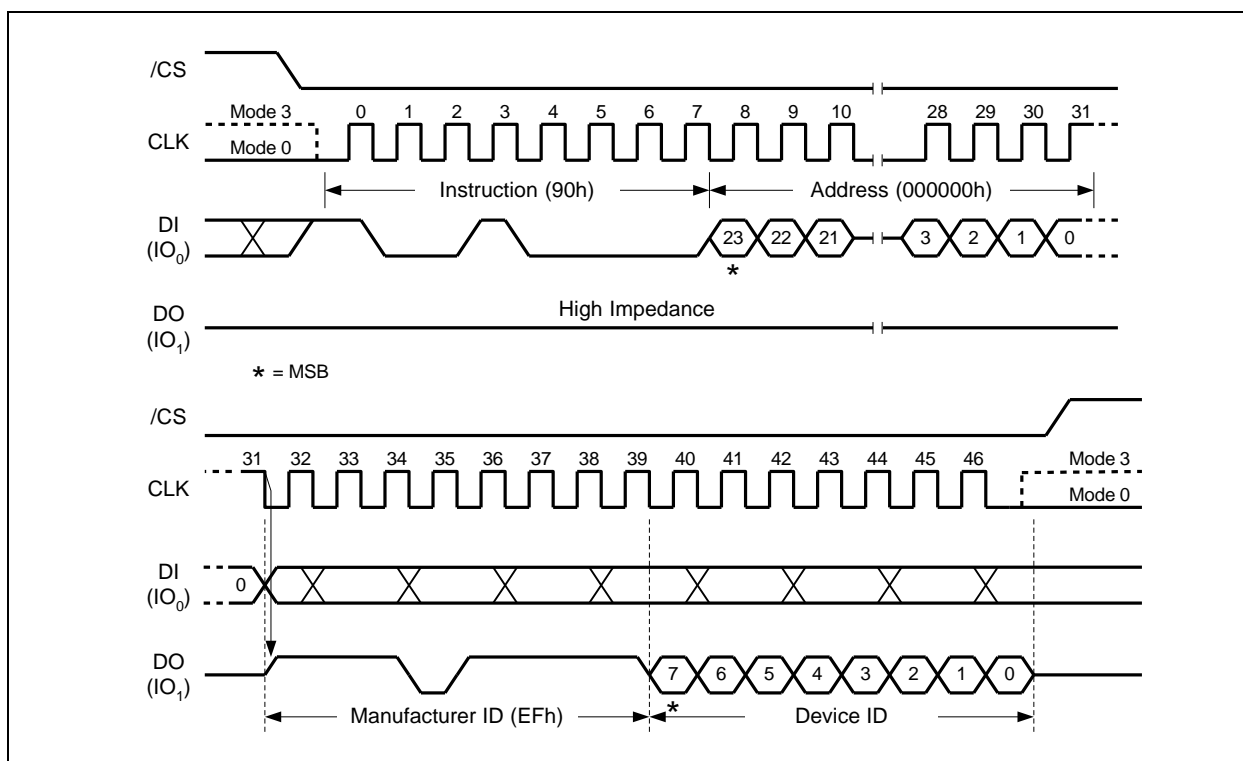 /CS
Mode 3 0 1 2 3 4 5 6 7 8 9 10 28 29 30 31
CLK
Mode 0
Instruction (90h) Address (000000h)
DI
(IO0) 23 22 21 3 2 1 0
*
High Impedance
DO
(IO1)
* = MSB
/CS
31 32 33 34 35 36 37 38 39 40 41 42 43 44 45 46 Mode 3
CLK
Mode 0
DI
(IO0) 0
DO
(IO1) 7 6 5 4 3 2 1 0
*
Manufacturer ID (EFh) Device ID